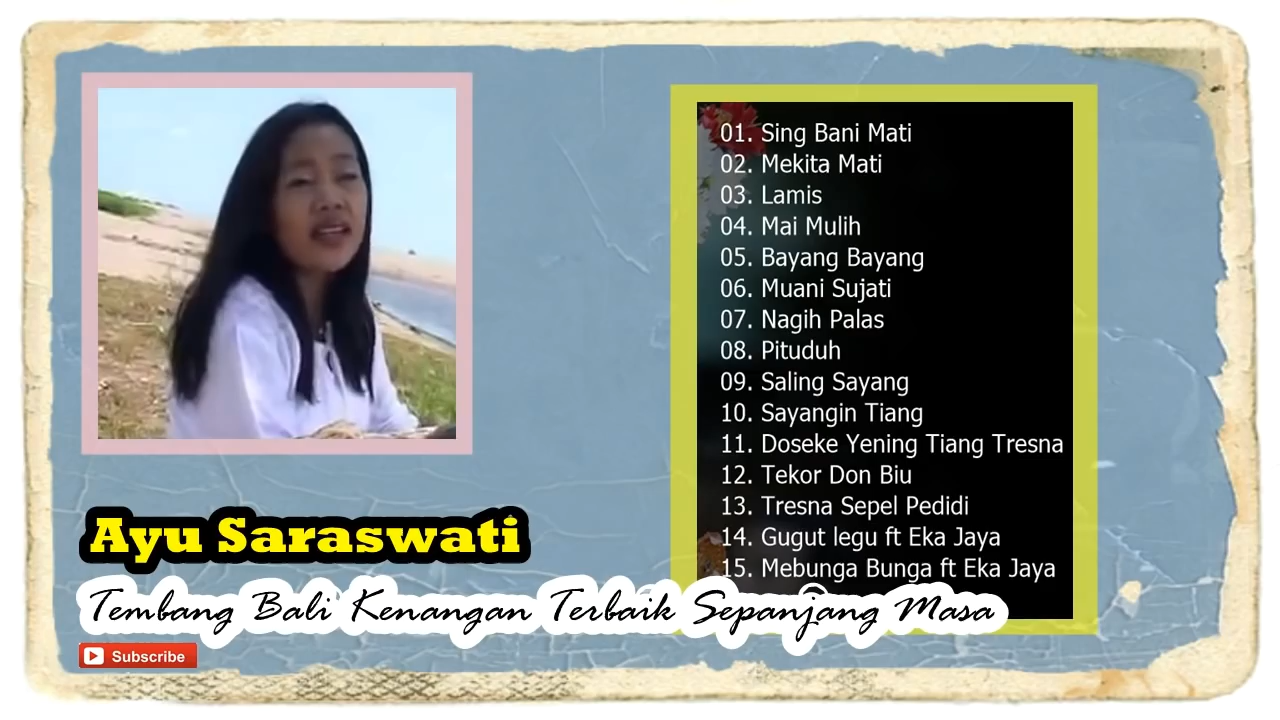 01. Sing Bani Mati
02. Mekita Mati
03. Lamis
04. Mai Mulih
05. Bayang Bayang
06. Muani Sujati
07. Nagih Palas
08. Pituduh
09. Saling Sayang
10. Sayangin Tiang
11. Doseke Yening Tiang Tresna
12. Tekor Don Biu
13. Tresna Sepel Pedidi
14. Gugut legu ft Eka Jaya
15. Mebunga Bunga ft Eka Jaya
Ayu Saraswati
Tembang Bali Kenangan Terbaik Sepanjang Masa
Subscribe